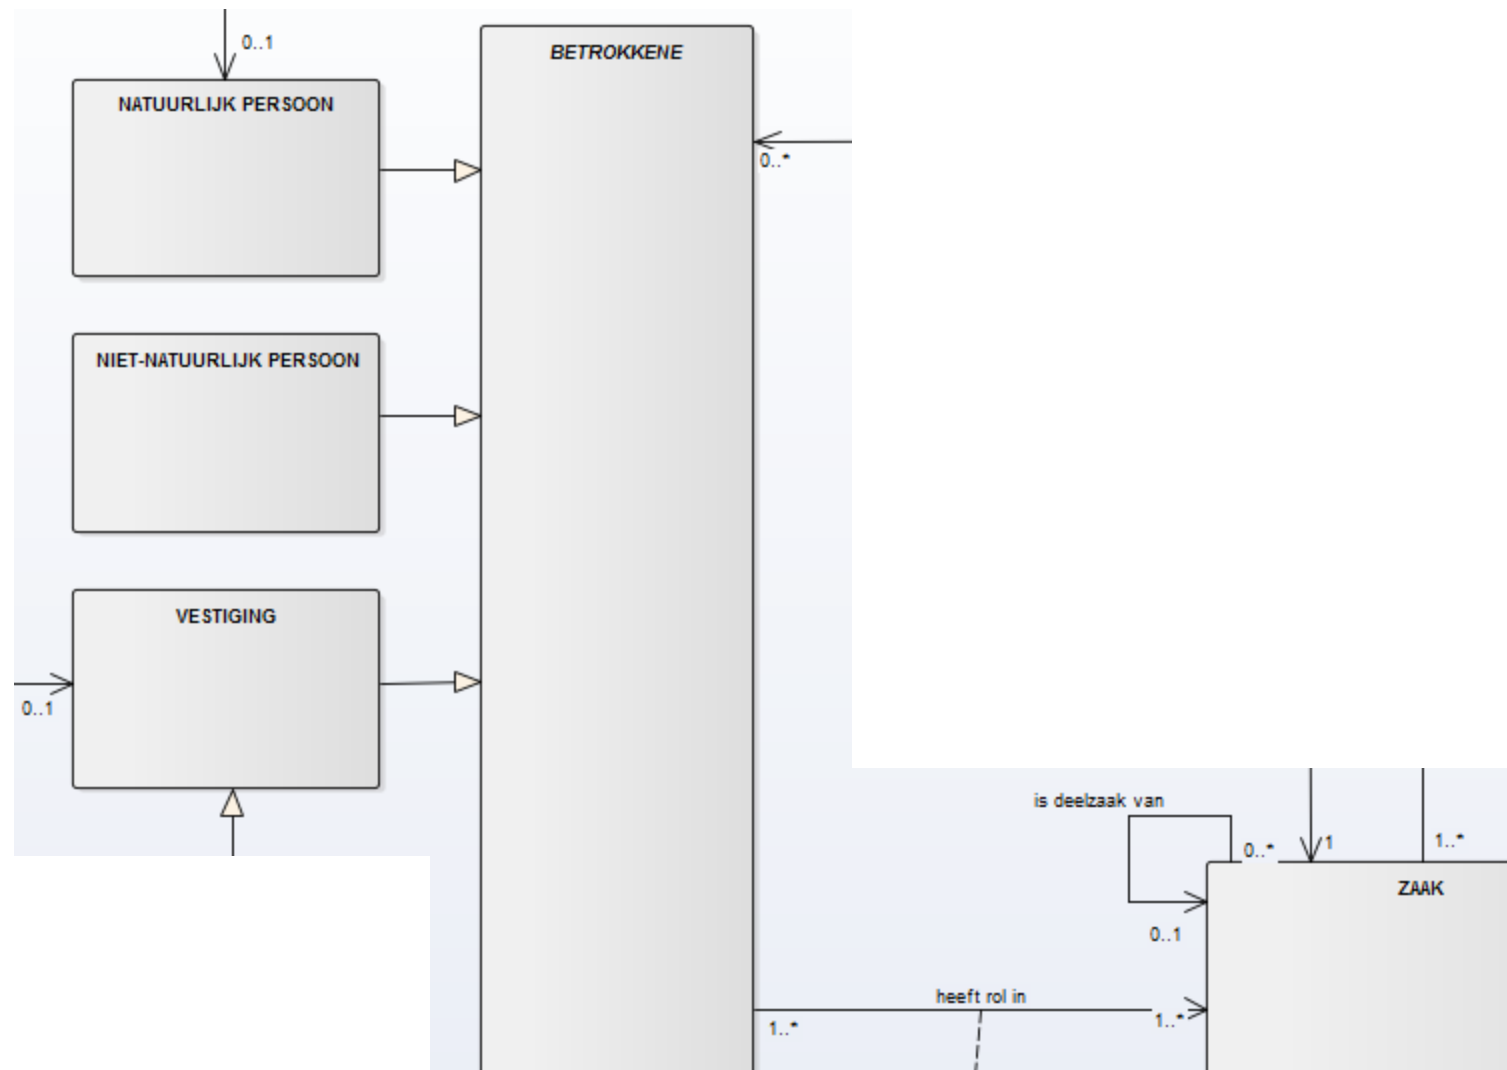 0..1
BETROKKENE
NATUURLIJK PERSOON
0..*
NIET-NATUURLIJK PERSOON
VESTIGING
0..1
is deelzaak van
0..*
1
1..*
ZAAK
0..1
heeft rol in
1..*
1..*